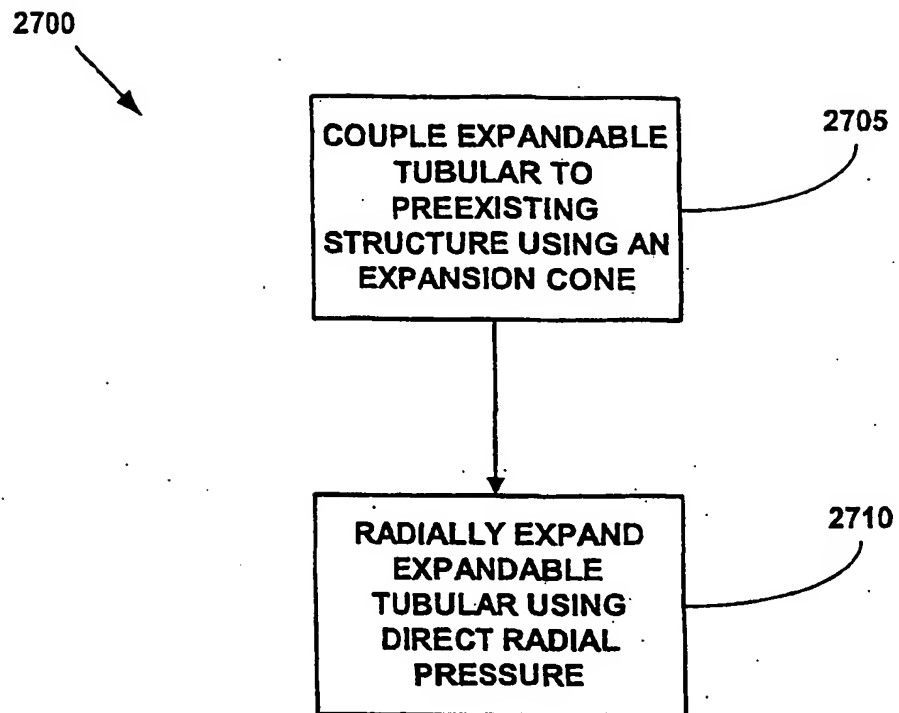 2700
COUPLE EXPANDABLE
TUBULAR TO
PREEXISTING
STRUCTURE USING AN
EXPANSION CONE
2705
RADIALLY EXPAND
EXPANDABLE
TUBULAR USING
DIRECT RADIAL
PRESSURE
2710